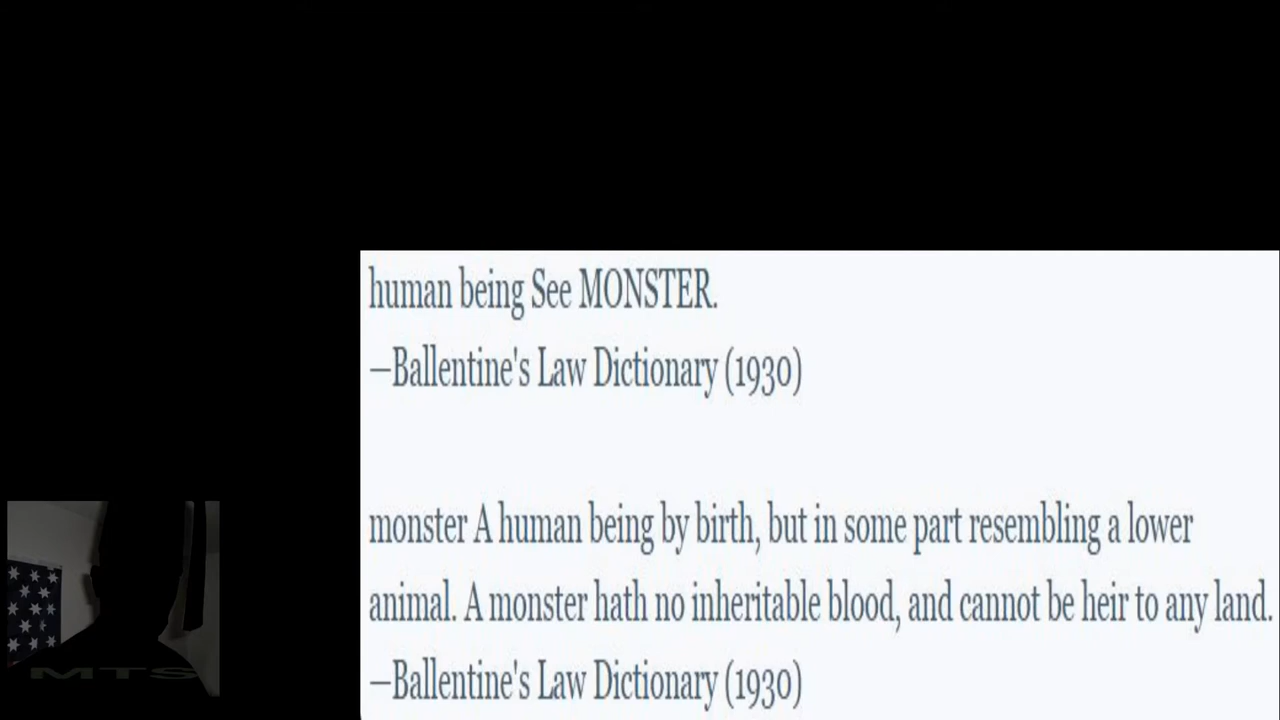 human being See MONSTER.
—Ballentine's Law Dictionary (1930)
monster A human being by birth, but in some part resembling a lower
animal. A monster hath no inheritable blood, and cannot be heir to any land.
—Ballentine's Law Dictionary (1930)
MTS